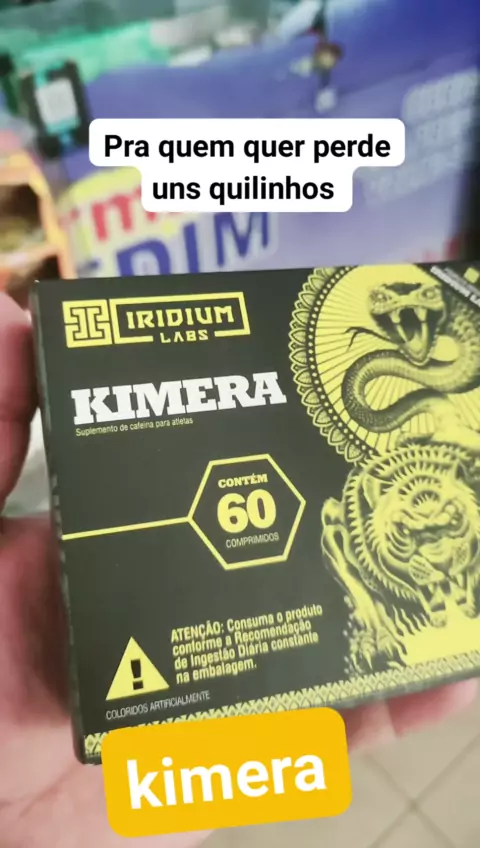 Pra quem quer perde
uns quilinhos
IRIDIUM
LABS
KIMERA
Suplemento de cafeína para atletas
CONTÉM
60
COMPRIMIDOS
ATENÇÃO: Consuma o produto
conforme a Recomendação
de Ingestão Diária constante
na embalagem.
!
COLORIDOS ARTIFICIALMENTE
kimera